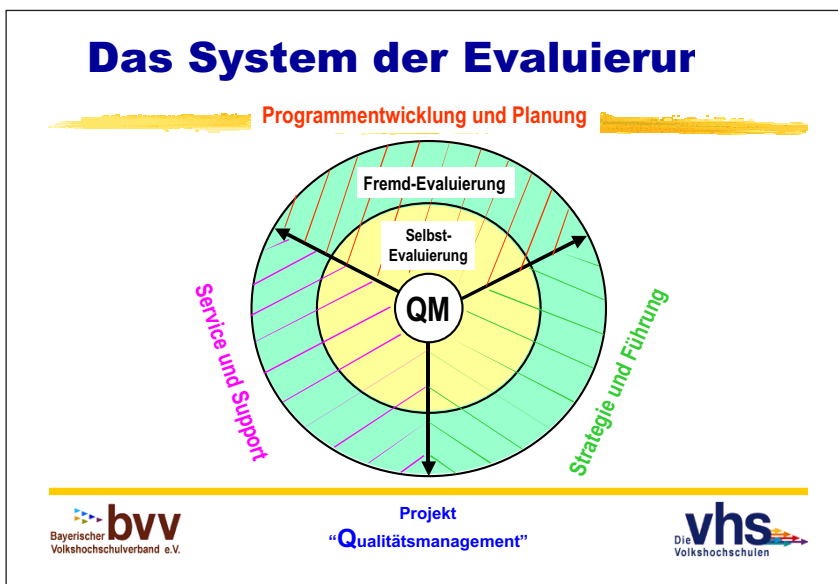 Das System der Evaluierun
Programmentwicklung und Planung
Fremd-Evaluierung
Selbst-
Evaluierung
QM
Service und Support
Strategie und Führung
bvv
Bayerischer
Volkshochschulverband e.V.
Projekt
“Qualitätsmanagement”
Die vhs
Volkshochschulen